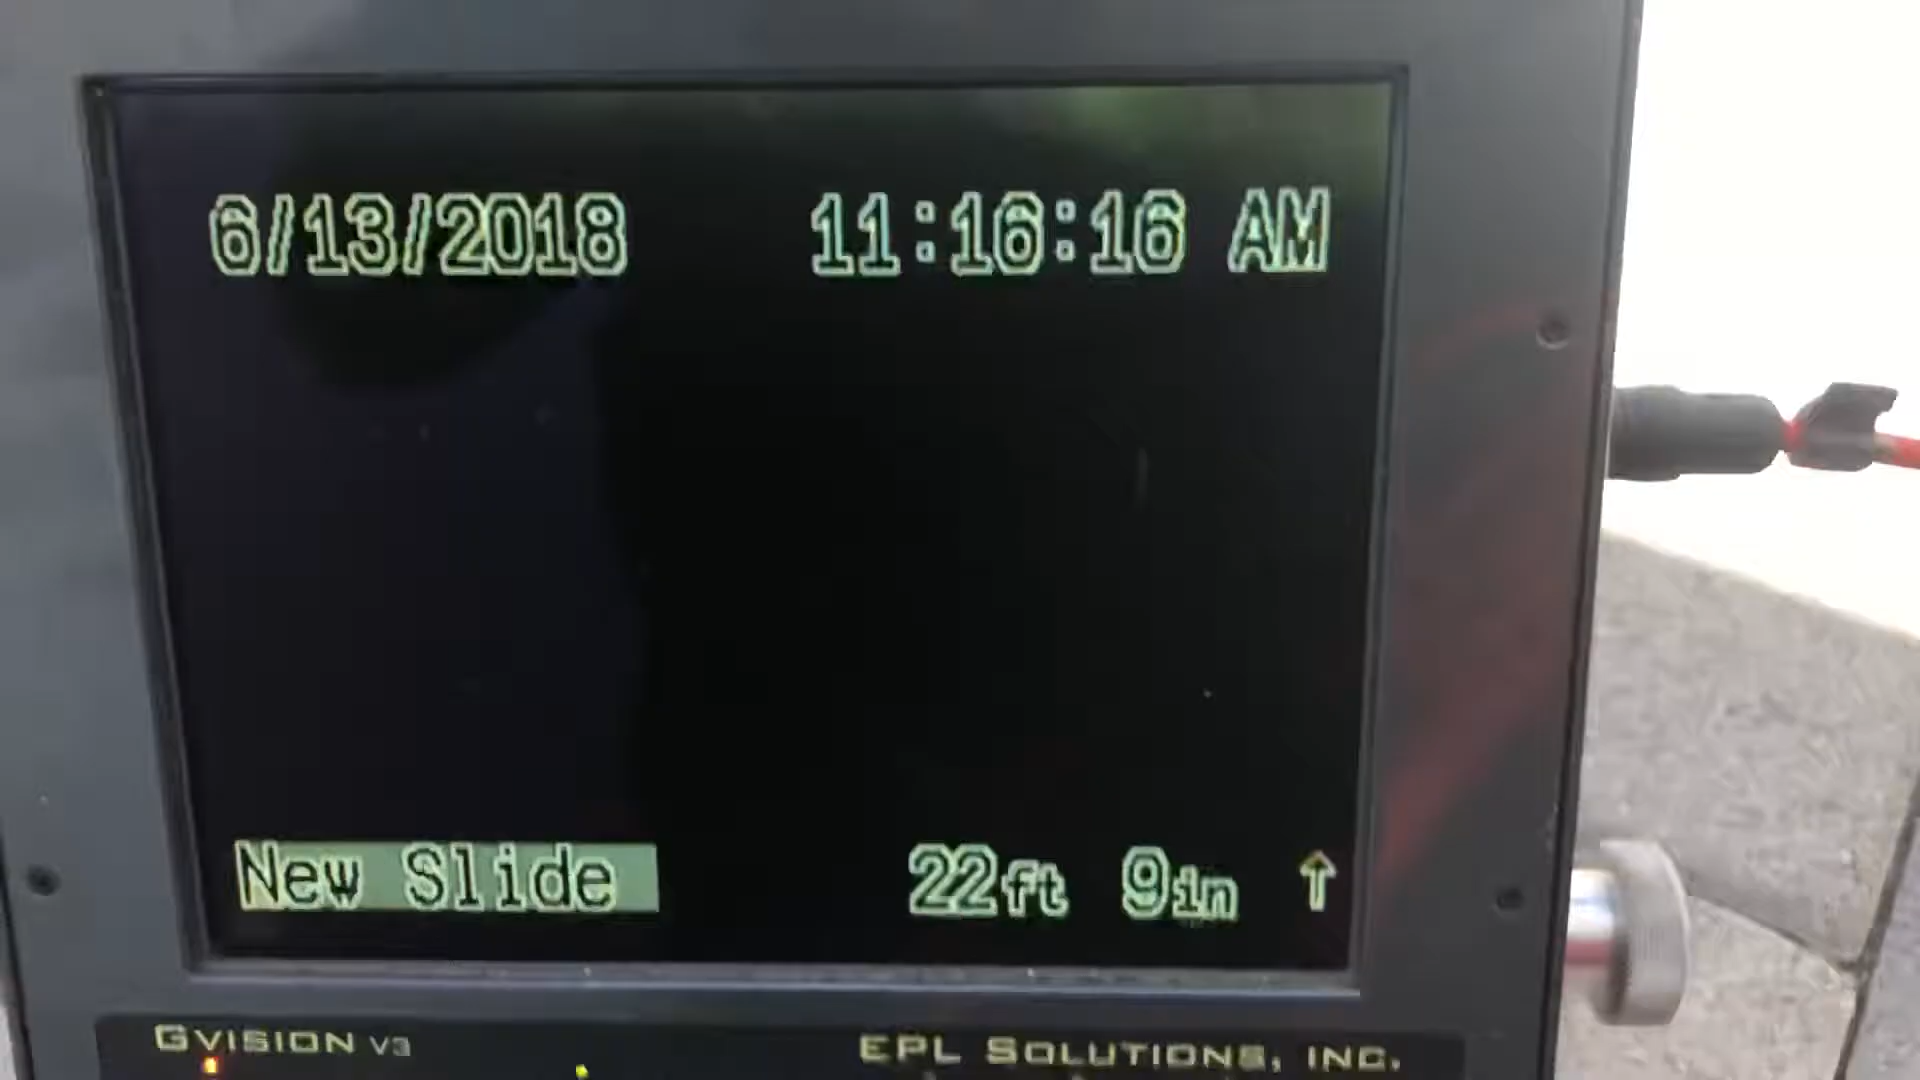 6/13/2018 11:16:16 AM
New Slide 22ft 9in ↑
GVISION V3 EPL SOLUTIONS, INC.